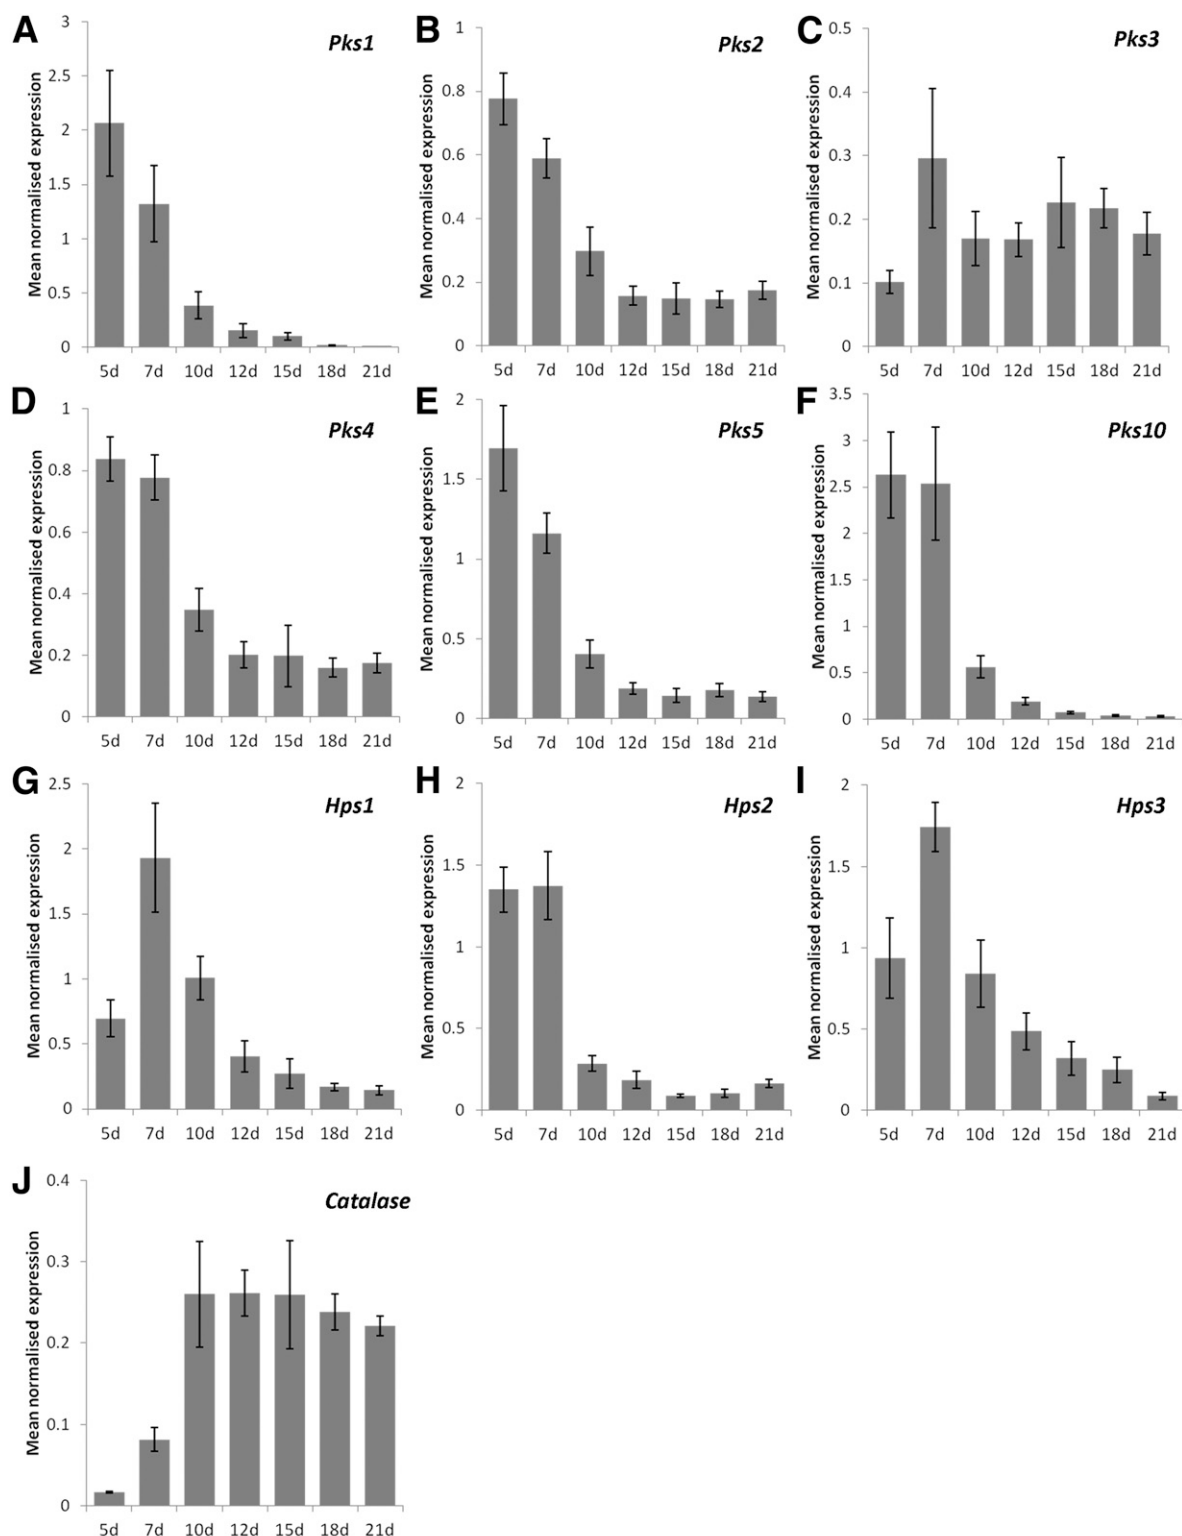 A
Pks1
Mean normalised expression
3
2.5
2
1.5
1
0.5
0
5d 7d 10d 12d 15d 18d 21d
B
Pks2
Mean normalised expression
1
0.8
0.6
0.4
0.2
0
5d 7d 10d 12d 15d 18d 21d
C
Pks3
Mean normalised expression
0.5
0.4
0.3
0.2
0.1
0
5d 7d 10d 12d 15d 18d 21d
D
Pks4
Mean normalised expression
1
0.8
0.6
0.4
0.2
0
5d 7d 10d 12d 15d 18d 21d
E
Pks5
Mean normalised expression
2
1.5
1
0.5
0
5d 7d 10d 12d 15d 18d 21d
F
Pks10
Mean normalised expression
3.5
3
2.5
2
1.5
1
0.5
0
5d 7d 10d 12d 15d 18d 21d
G
Hps1
Mean normalised expression
2.5
2
1.5
1
0.5
0
5d 7d 10d 12d 15d 18d 21d
H
Hps2
Mean normalised expression
2
1.5
1
0.5
0
5d 7d 10d 12d 15d 18d 21d
I
Hps3
Mean normalised expression
2
1.5
1
0.5
0
5d 7d 10d 12d 15d 18d 21d
J
Catalase
Mean normalised expression
0.4
0.3
0.2
0.1
0
5d 7d 10d 12d 15d 18d 21d